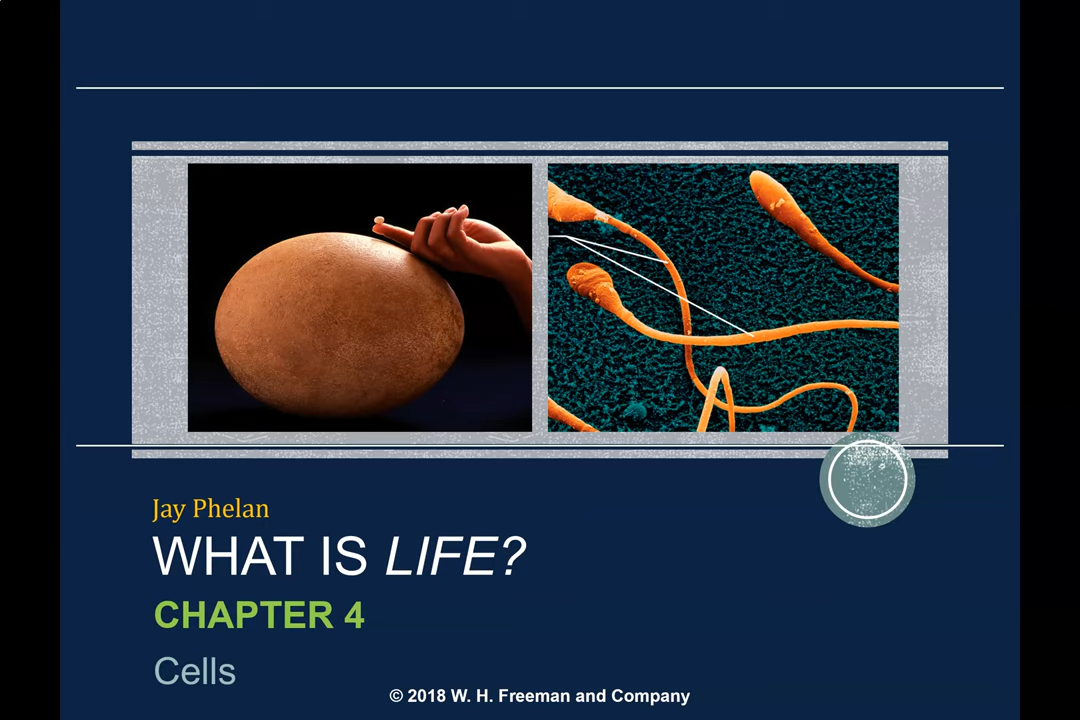 Jay Phelan
WHAT IS LIFE?
CHAPTER 4
Cells
© 2018 W. H. Freeman and Company